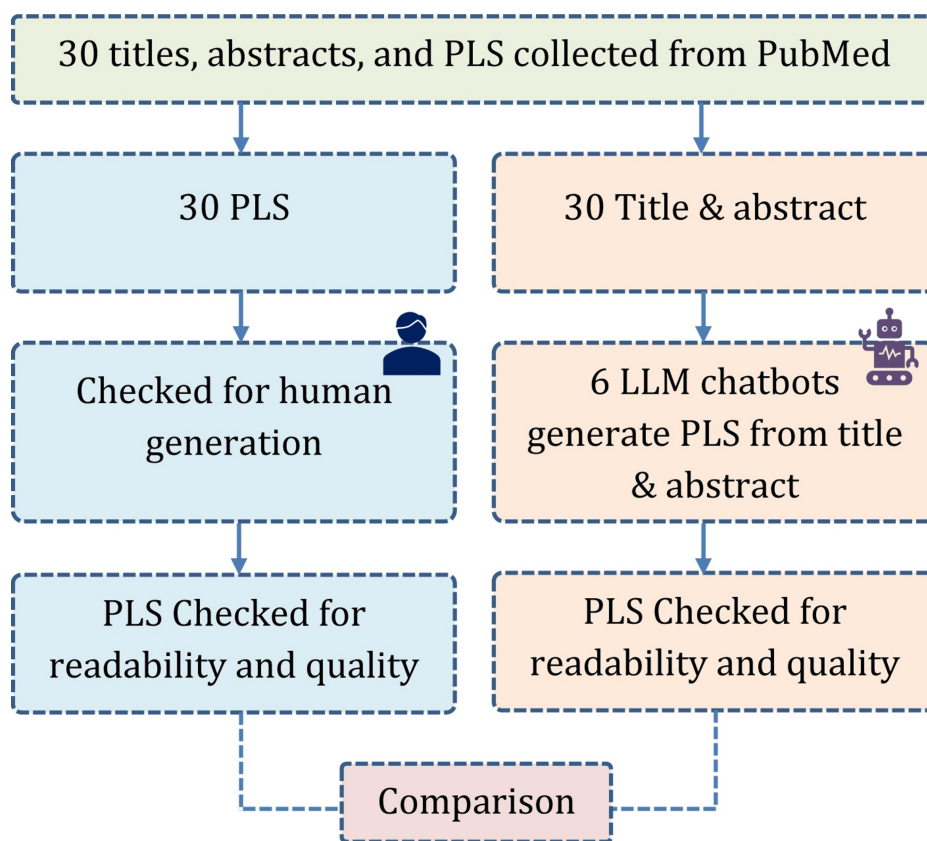 30 titles, abstracts, and PLS collected from PubMed
30 PLS
30 Title & abstract
Checked for human
generation
6 LLM chatbots
generate PLS from title
& abstract
PLS Checked for
readability and quality
PLS Checked for
readability and quality
Comparison